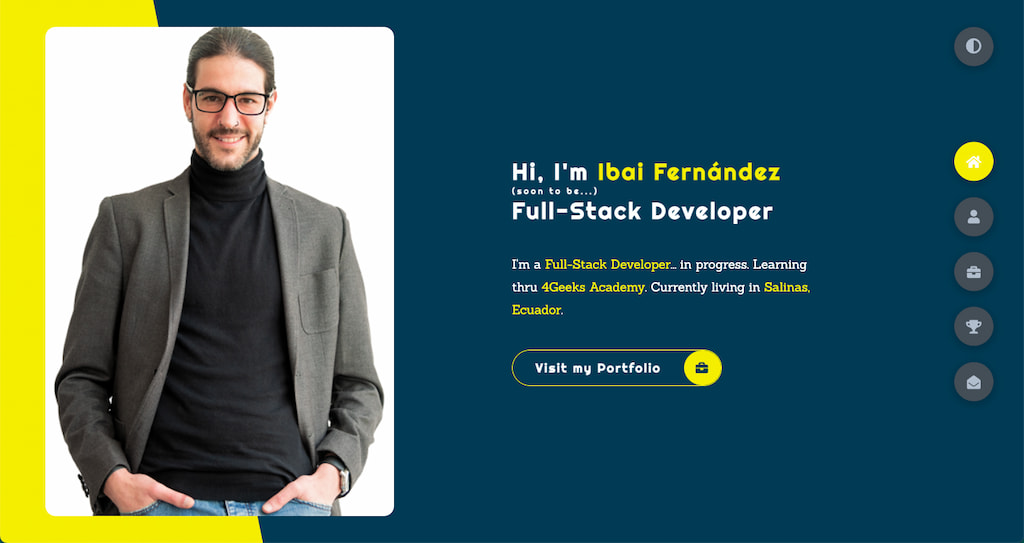 Hi, I'm Ibai Fernández
(soon to be...)
Full-Stack Developer
I'm a Full-Stack Developer... in progress. Learning
thru 4Geeks Academy. Currently living in Salinas,
Ecuador.
Visit my Portfolio